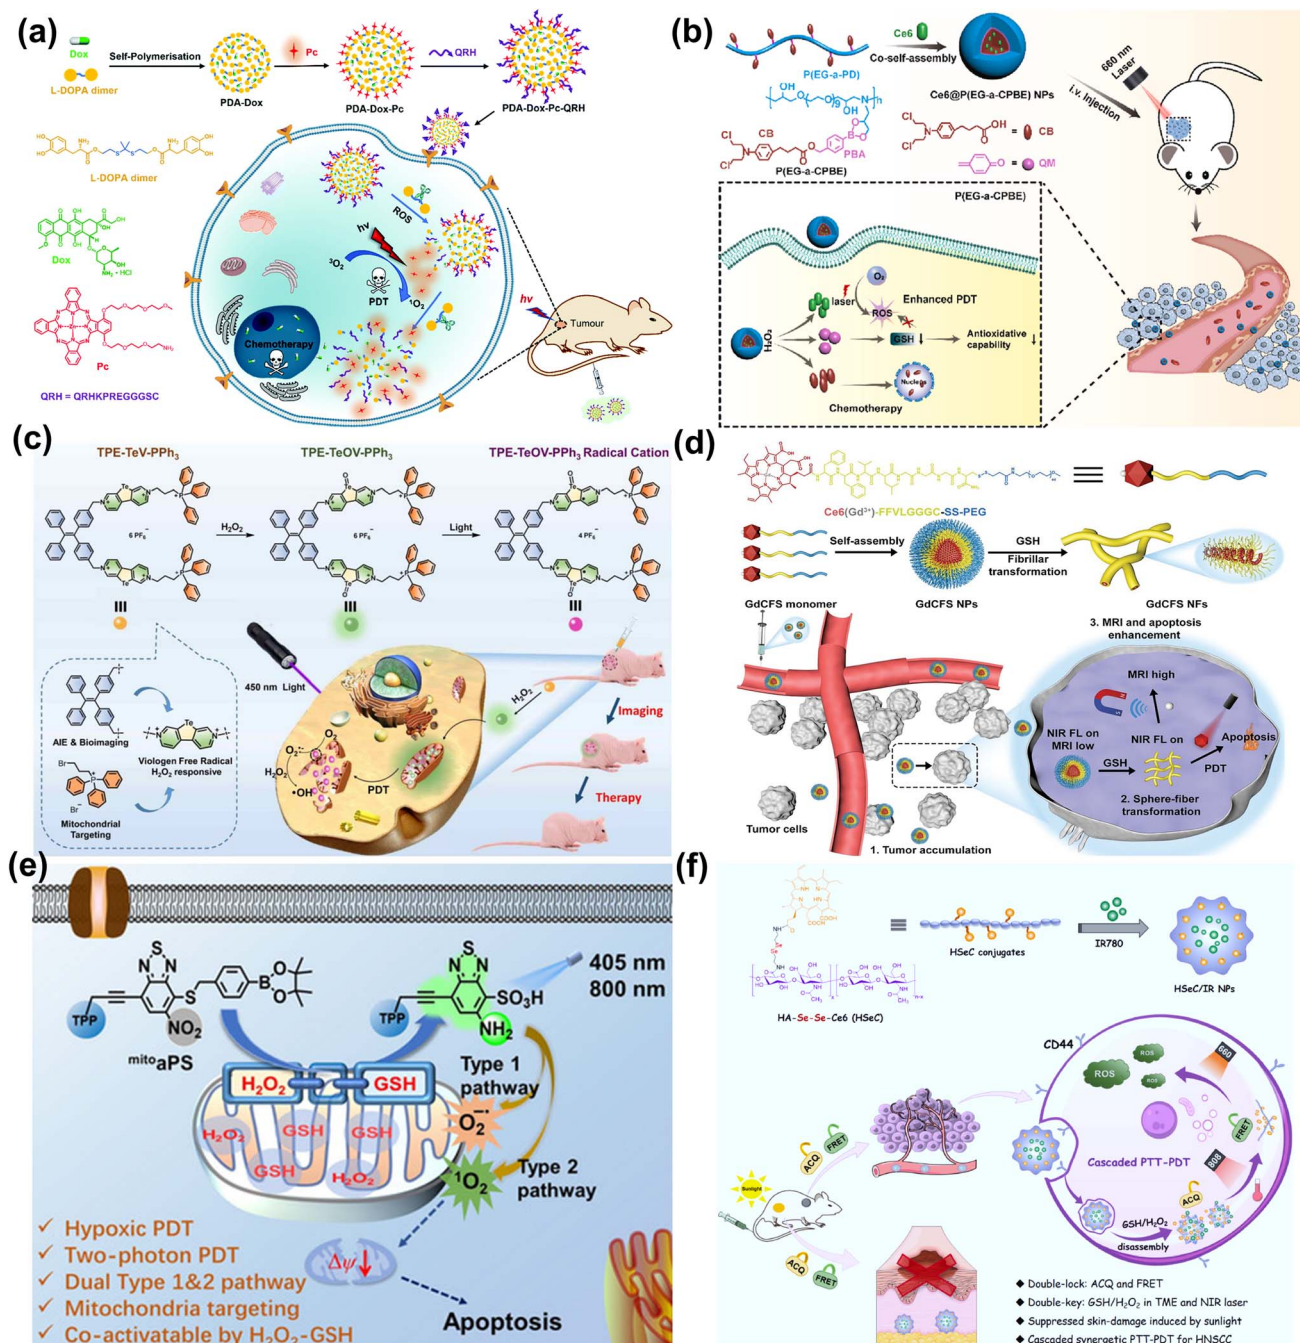 (a)
Dox
L-DOPA dimer
Self-Polymerisation
PDA-Dox
Pc
PDA-Dox-Pc
QRH
PDA-Dox-Pc-QRH
L-DOPA dimer
Dox
Pc
QRH = QRHKPREGGGSC
ROS
hν
³O₂
PDT
¹O₂
Chemotherapy
hν
Tumour
(b)
P(EG-a-PD)
Ce6
Co-self-assembly
Ce6@P(EG-a-CPBE) NPs
660 nm
Laser
i.v. Injection
CB
PBA
P(EG-a-CPBE)
= CB
= QM
P(EG-a-CPBE)
H₂O₂
laser
O₂
ROS
Enhanced PDT
GSH
Antioxidative
capability
Nucleus
Chemotherapy
(c)
TPE-TeV-PPh₃
TPE-TeOV-PPh₃
TPE-TeOV-PPh₃ Radical Cation
6 PF₆⁻
H₂O₂
6 PF₆⁻
Light
4 PF₆⁻
450 nm Light
AIE & Bioimaging
Viologen Free Radical
H₂O₂ responsive
Mitochondrial
Targeting
H₂O₂
O₂
O₂⁻•
H₂O₂
•OH
PDT
Imaging
Therapy
(d)
Ce6(Gd³⁺)-FFVLGGGC-SS-PEG
Self-assembly
GSH
Fibrillar
transformation
GdCFS monomer
GdCFS NPs
GdCFS NFs
3. MRI and apoptosis
enhancement
MRI high
NIR FL on
MRI low
NIR FL on
GSH
PDT
Apoptosis
2. Sphere-fiber
transformation
Tumor cells
1. Tumor accumulation
(e)
TPP
NO₂
mitoaPS
TPP
SO₃H
NH₂
405 nm
800 nm
H₂O₂
GSH
Type 1
pathway
O₂⁻•
H₂O₂
GSH
GSH
GSH
H₂O₂
¹O₂
Type 2
pathway
Δψ
Apoptosis
✓ Hypoxic PDT
✓ Two-photon PDT
✓ Dual Type 1&2 pathway
✓ Mitochondria targeting
✓ Co-activatable by H₂O₂-GSH
(f)
HA-Se-Se-Ce6 (HSeC)
HSeC conjugates
IR780
HSeC/IR NPs
CD44
ROS
ROS
ROS
660
FRET
Cascaded PTT-PDT
808
ACQ
GSH/H₂O₂
disassembly
ACQ
FRET
Sunlight
ACQ
FRET
◆ Double-lock: ACQ and FRET
◆ Double-key: GSH/H₂O₂ in TME and NIR laser
◆ Suppressed skin-damage induced by sunlight
◆ Cascaded synergetic PTT-PDT for HNSCC